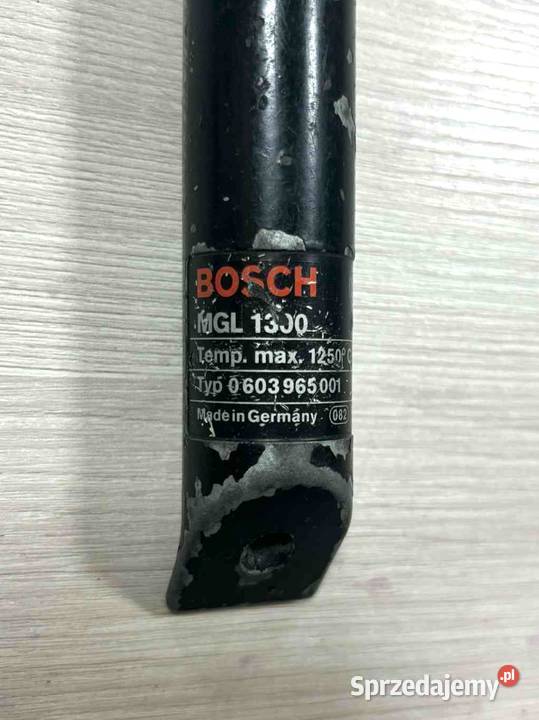 BOSCH
MGL 1300
Temp. max. 1250° C
Typ 0 603 965 001
Made in Germany 082
Sprzedajemy.pl